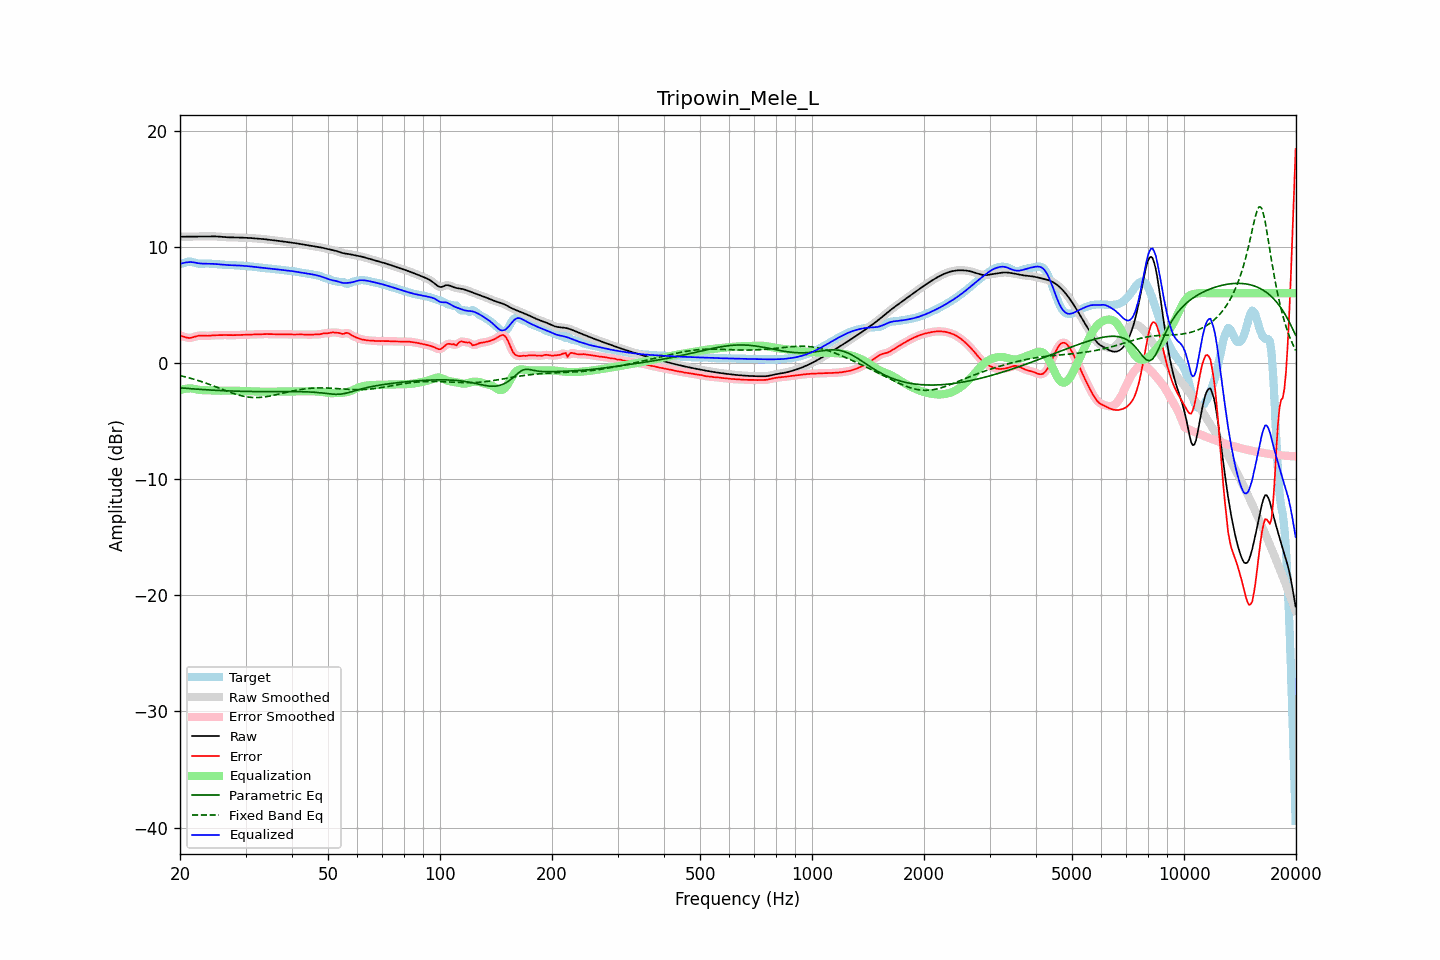 Tripowin_Mele_L
20
10
0
−10
−20
−30
−40
Amplitude (dBr)
Target
Raw Smoothed
Error Smoothed
Raw
Error
Equalization
Parametric Eq
Fixed Band Eq
Equalized
20 50 100 200 500 1000 2000 5000 10000 20000
Frequency (Hz)